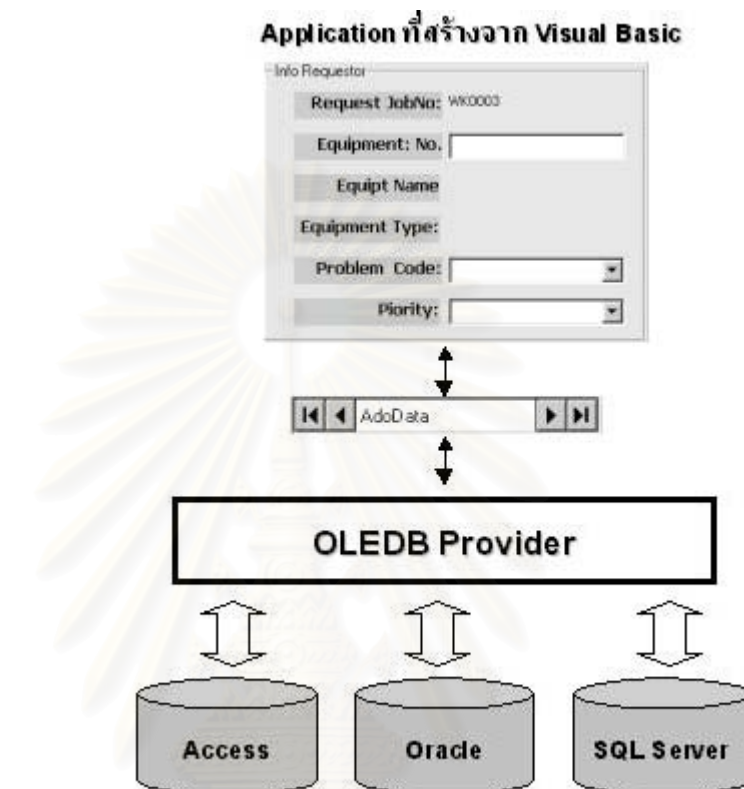 Application ที่สร้างจาก Visual Basic
Info Requestor
Request JobNo: WK0003
Equipment: No.
Equipt Name
Equipment Type:
Problem Code:
Piority:
AdoData
OLEDB Provider
Access Oracle SQL Server